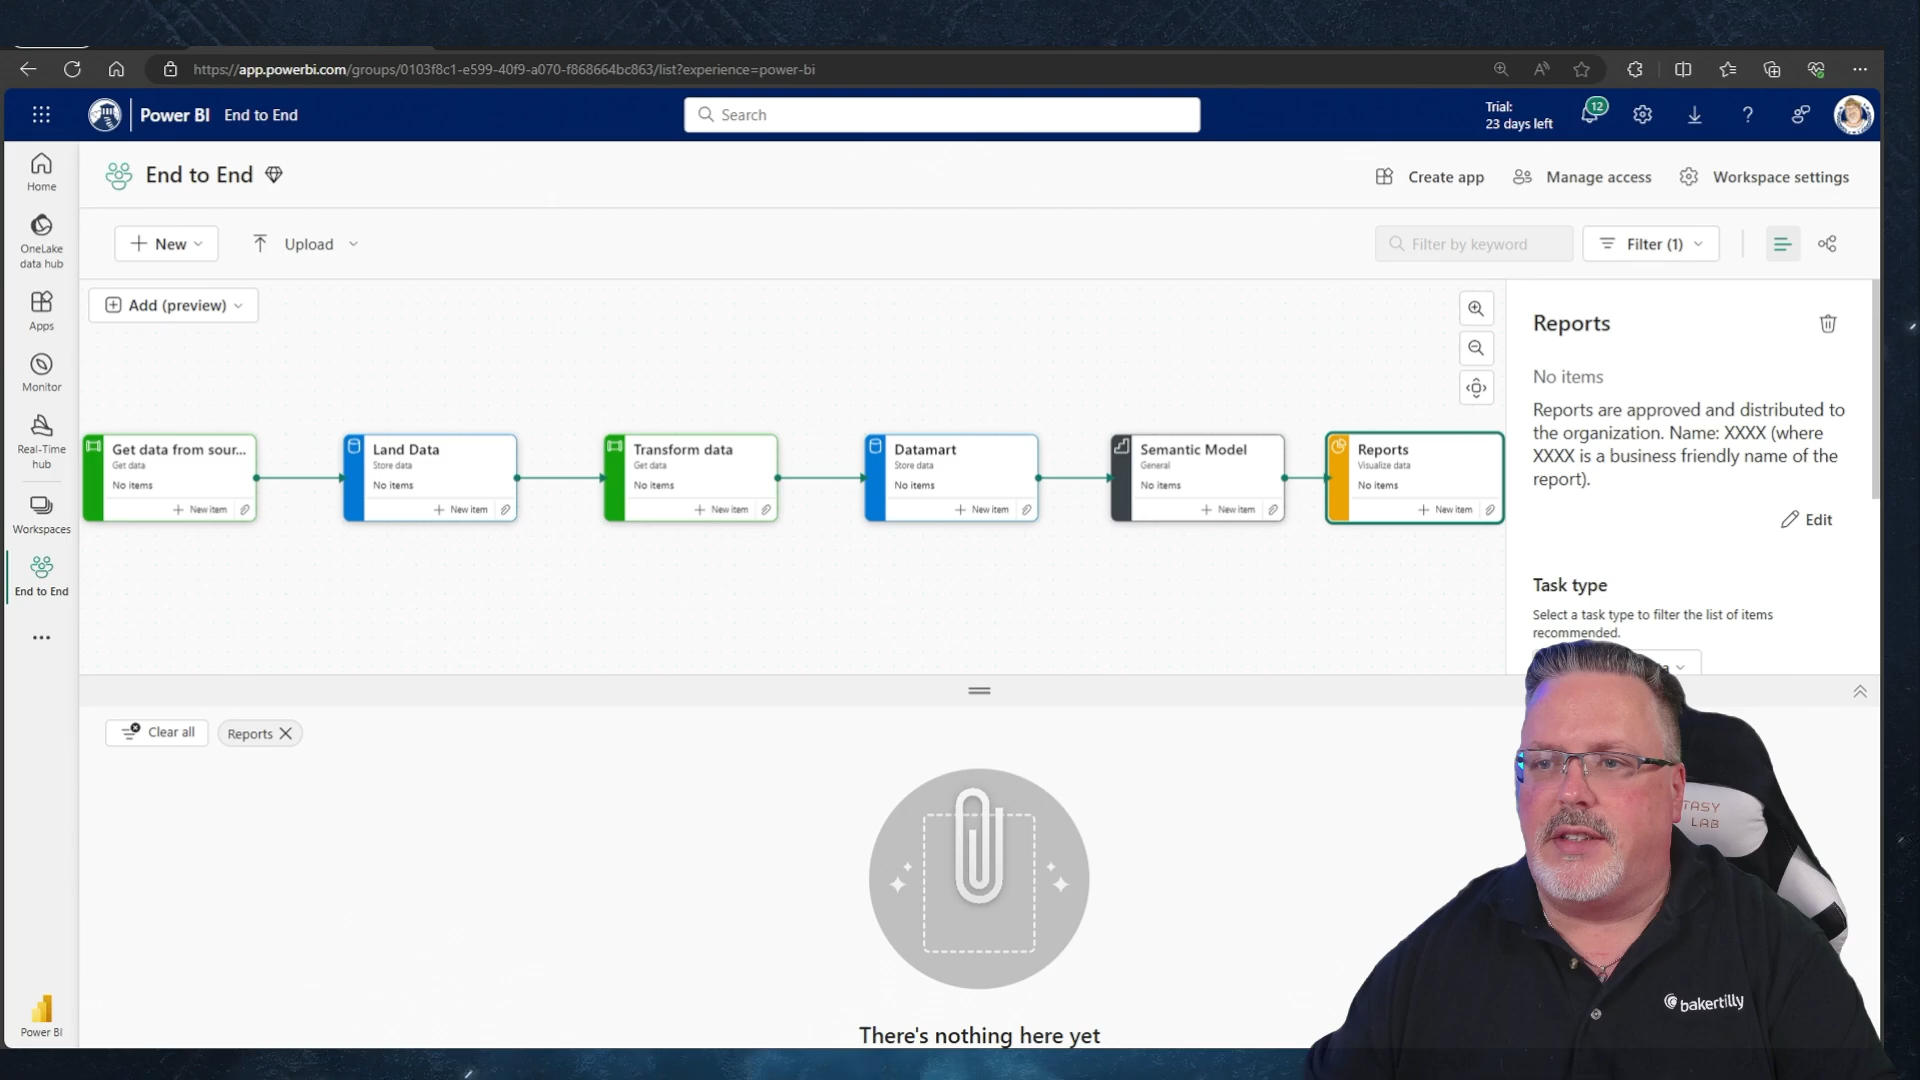 https://app.powerbi.com/groups/0103f8c1-e599-40f9-a070-f868664bc863/list?experience=power-bi
Power BI End to End
Search
Trial:
23 days left
12
Home
OneLake
data hub
Apps
Monitor
Real-Time
hub
Workspaces
End to End
Power BI
End to End
Create app
Manage access
Workspace settings
New
Upload
Filter by keyword
Filter (1)
Add (preview)
Get data from sour...
Get data
No items
New item
Land Data
Store data
No items
New item
Transform data
Get data
No items
New item
Datamart
Store data
No items
New item
Semantic Model
General
No items
New item
Reports
Visualize data
No items
New item
Reports
No items
Reports are approved and distributed to
the organization. Name: XXXX (where
XXXX is a business friendly name of the
report).
Edit
Task type
Select a task type to filter the list of items
recommended.
Clear all
Reports
There's nothing here yet
TASY
LAB
bakertilly